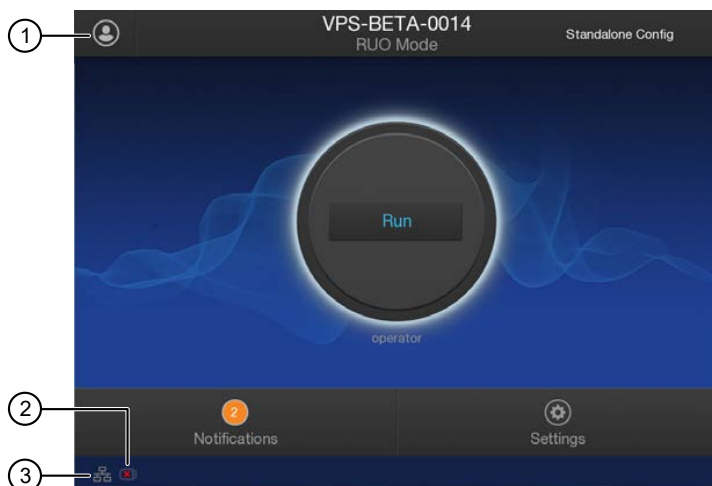 1
VPS-BETA-0014
RUO Mode
Standalone Config
Run
operator
2
2
Notifications
Settings
3